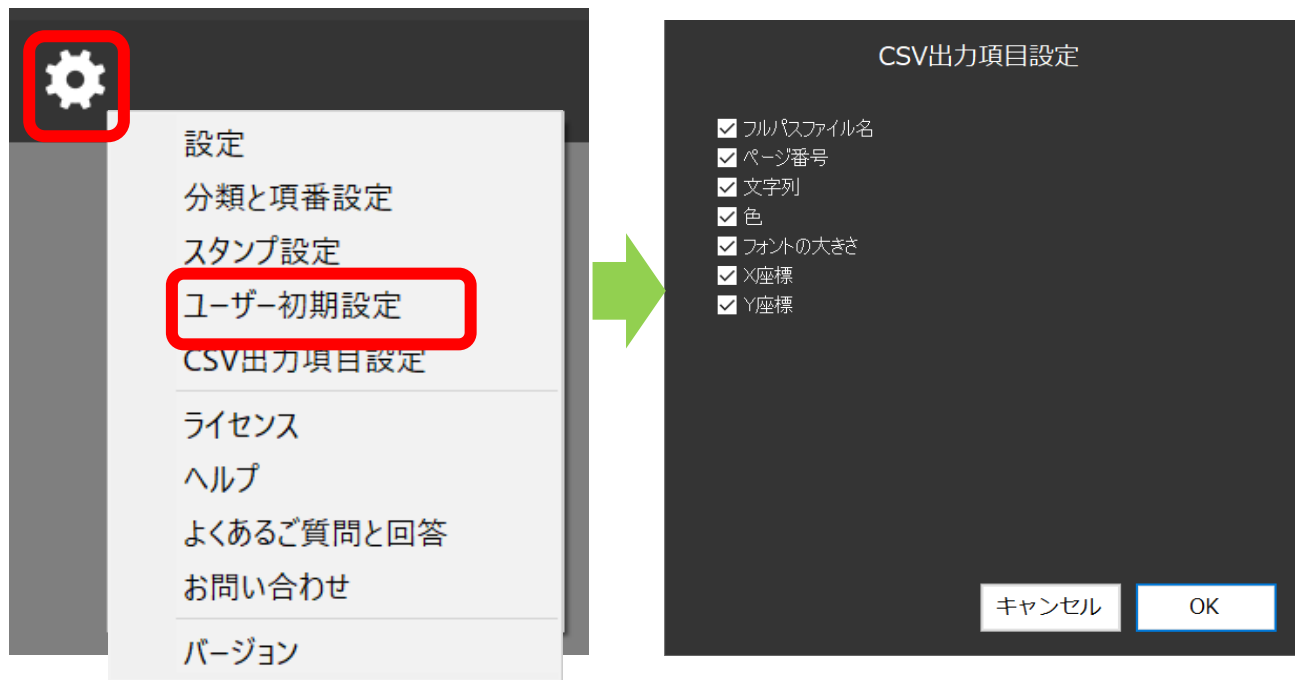 設定
分類と項番設定
スタンプ設定
ユーザー初期設定
CSV出力項目設定
ライセンス
ヘルプ
よくあるご質問と回答
お問い合わせ
バージョン
CSV出力項目設定
フルパスファイル名
ページ番号
文字列
色
フォントの大きさ
X座標
Y座標
キャンセル
OK